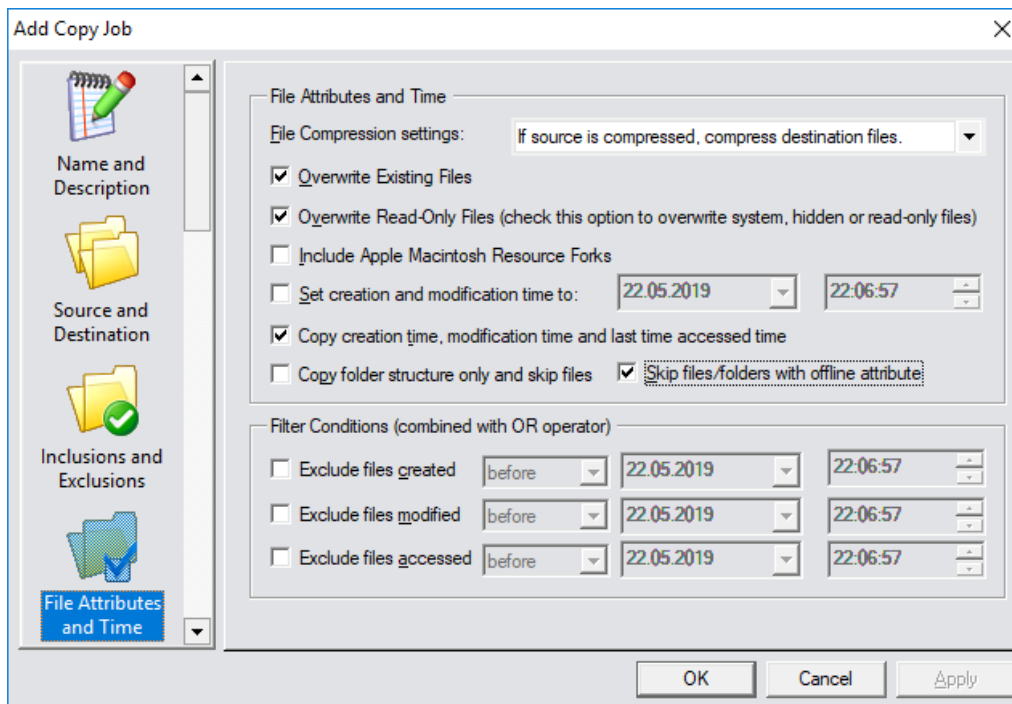 Add Copy Job
Name and
Description
Source and
Destination
Inclusions and
Exclusions
File Attributes
and Time
File Attributes and Time
File Compression settings: If source is compressed, compress destination files.
Overwrite Existing Files
Overwrite Read-Only Files (check this option to overwrite system, hidden or read-only files)
Include Apple Macintosh Resource Forks
Set creation and modification time to: 22.05.2019 22:06:57
Copy creation time, modification time and last time accessed time
Copy folder structure only and skip files Skip files/folders with offline attribute
Filter Conditions (combined with OR operator)
Exclude files created before 22.05.2019 22:06:57
Exclude files modified before 22.05.2019 22:06:57
Exclude files accessed before 22.05.2019 22:06:57
OK Cancel Apply